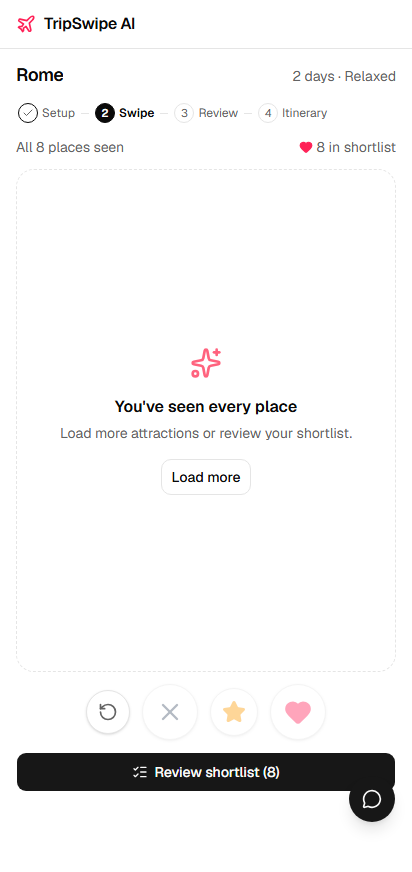 TripSwipe AI
Rome
2 days · Relaxed
Setup
2 Swipe
3 Review
4 Itinerary
All 8 places seen
8 in shortlist
You've seen every place
Load more attractions or review your shortlist.
Load more
Review shortlist (8)